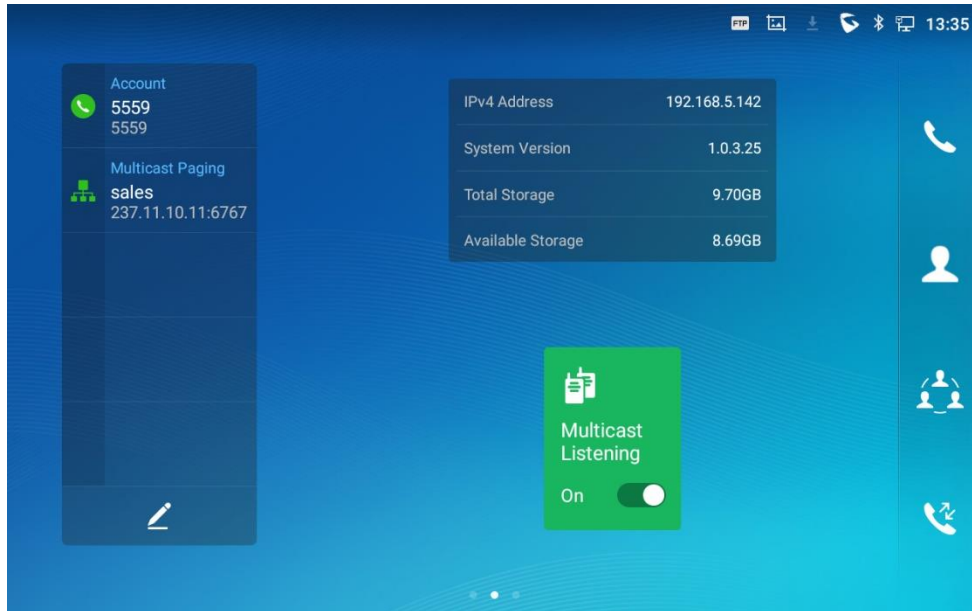 FTP 13:35
Account
5559
5559
Multicast Paging
sales
237.11.10.11:6767
IPv4 Address 192.168.5.142
System Version 1.0.3.25
Total Storage 9.70GB
Available Storage 8.69GB
Multicast
Listening
On